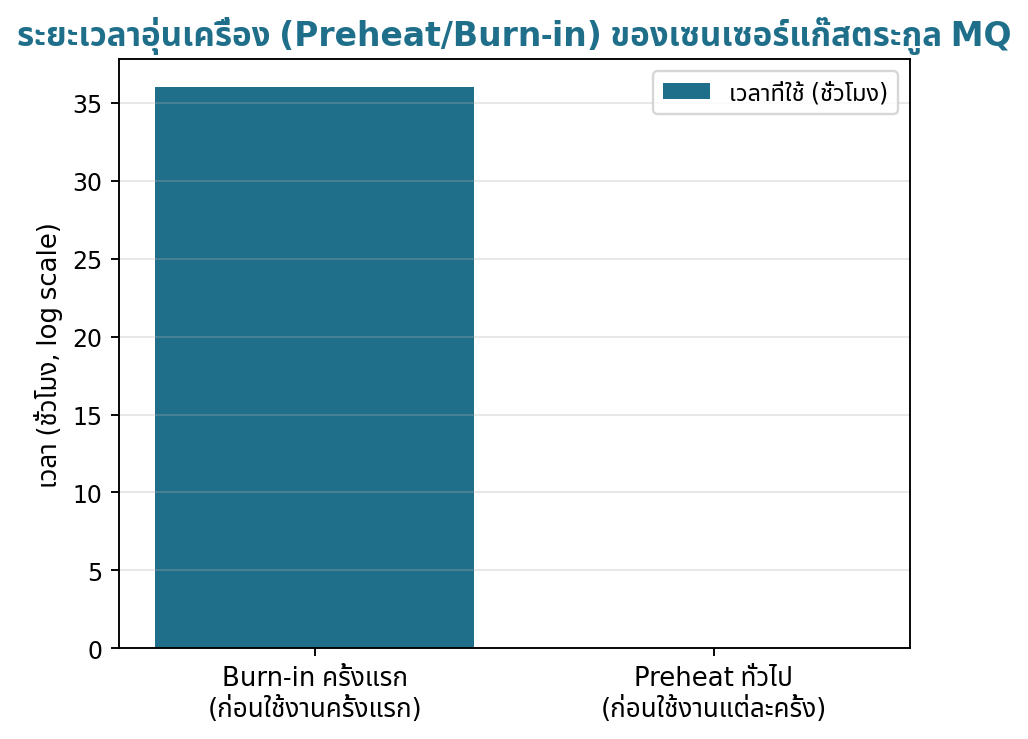 ระยะเวลาอุ่นเครื่อง (Preheat/Burn-in) ของเซนเซอร์แก๊สตระกูล MQ
เวลาที่ใช้ (ชั่วโมง)
เวลา (ชั่วโมง, log scale)
35
30
25
20
15
10
5
0
Burn-in ครั้งแรก
(ก่อนใช้งานครั้งแรก)
Preheat ทั่วไป
(ก่อนใช้งานแต่ละครั้ง)